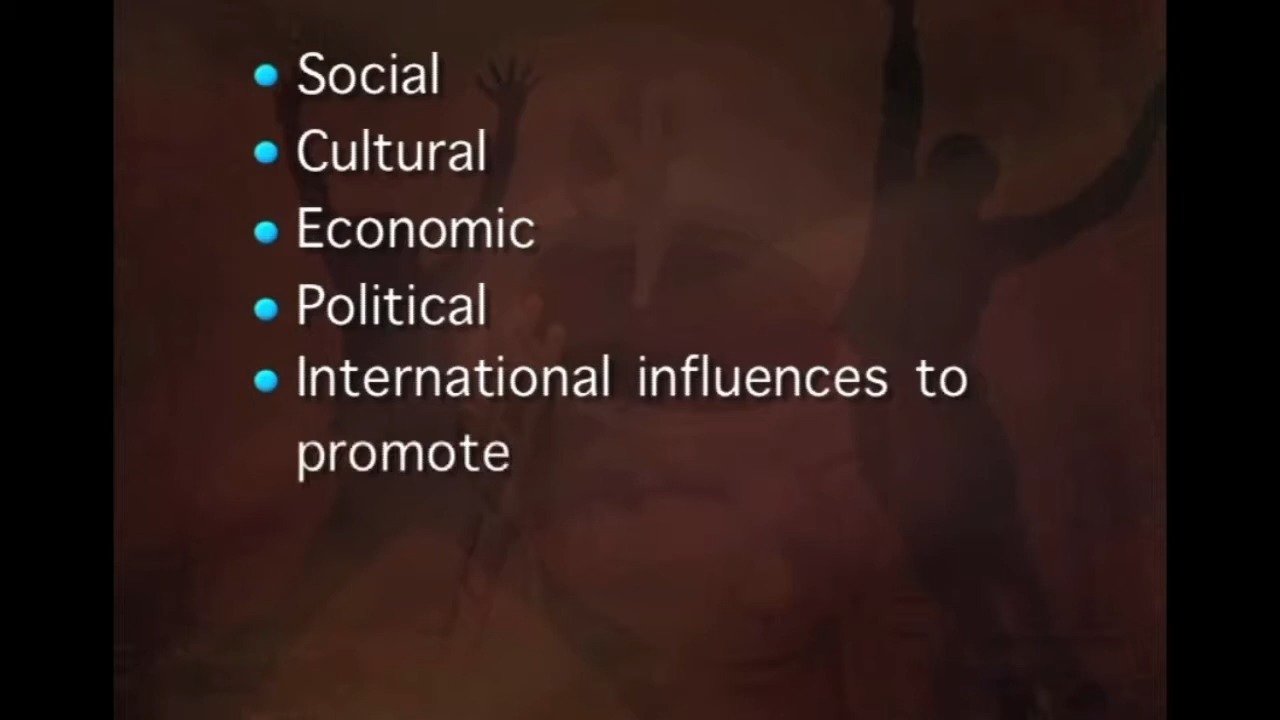 Social
Cultural
Economic
Political
International influences to
promote